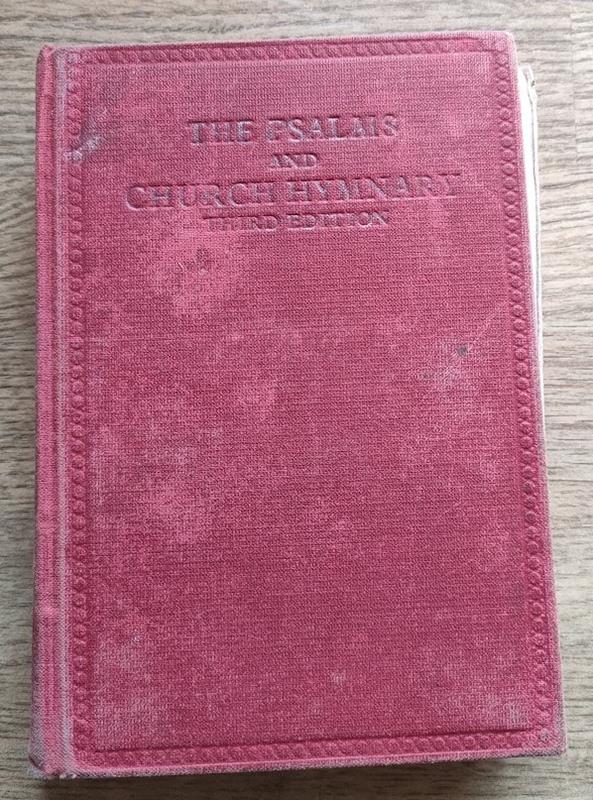 THE PSALMS
AND
CHURCH HYMNARY
THIRD EDITION